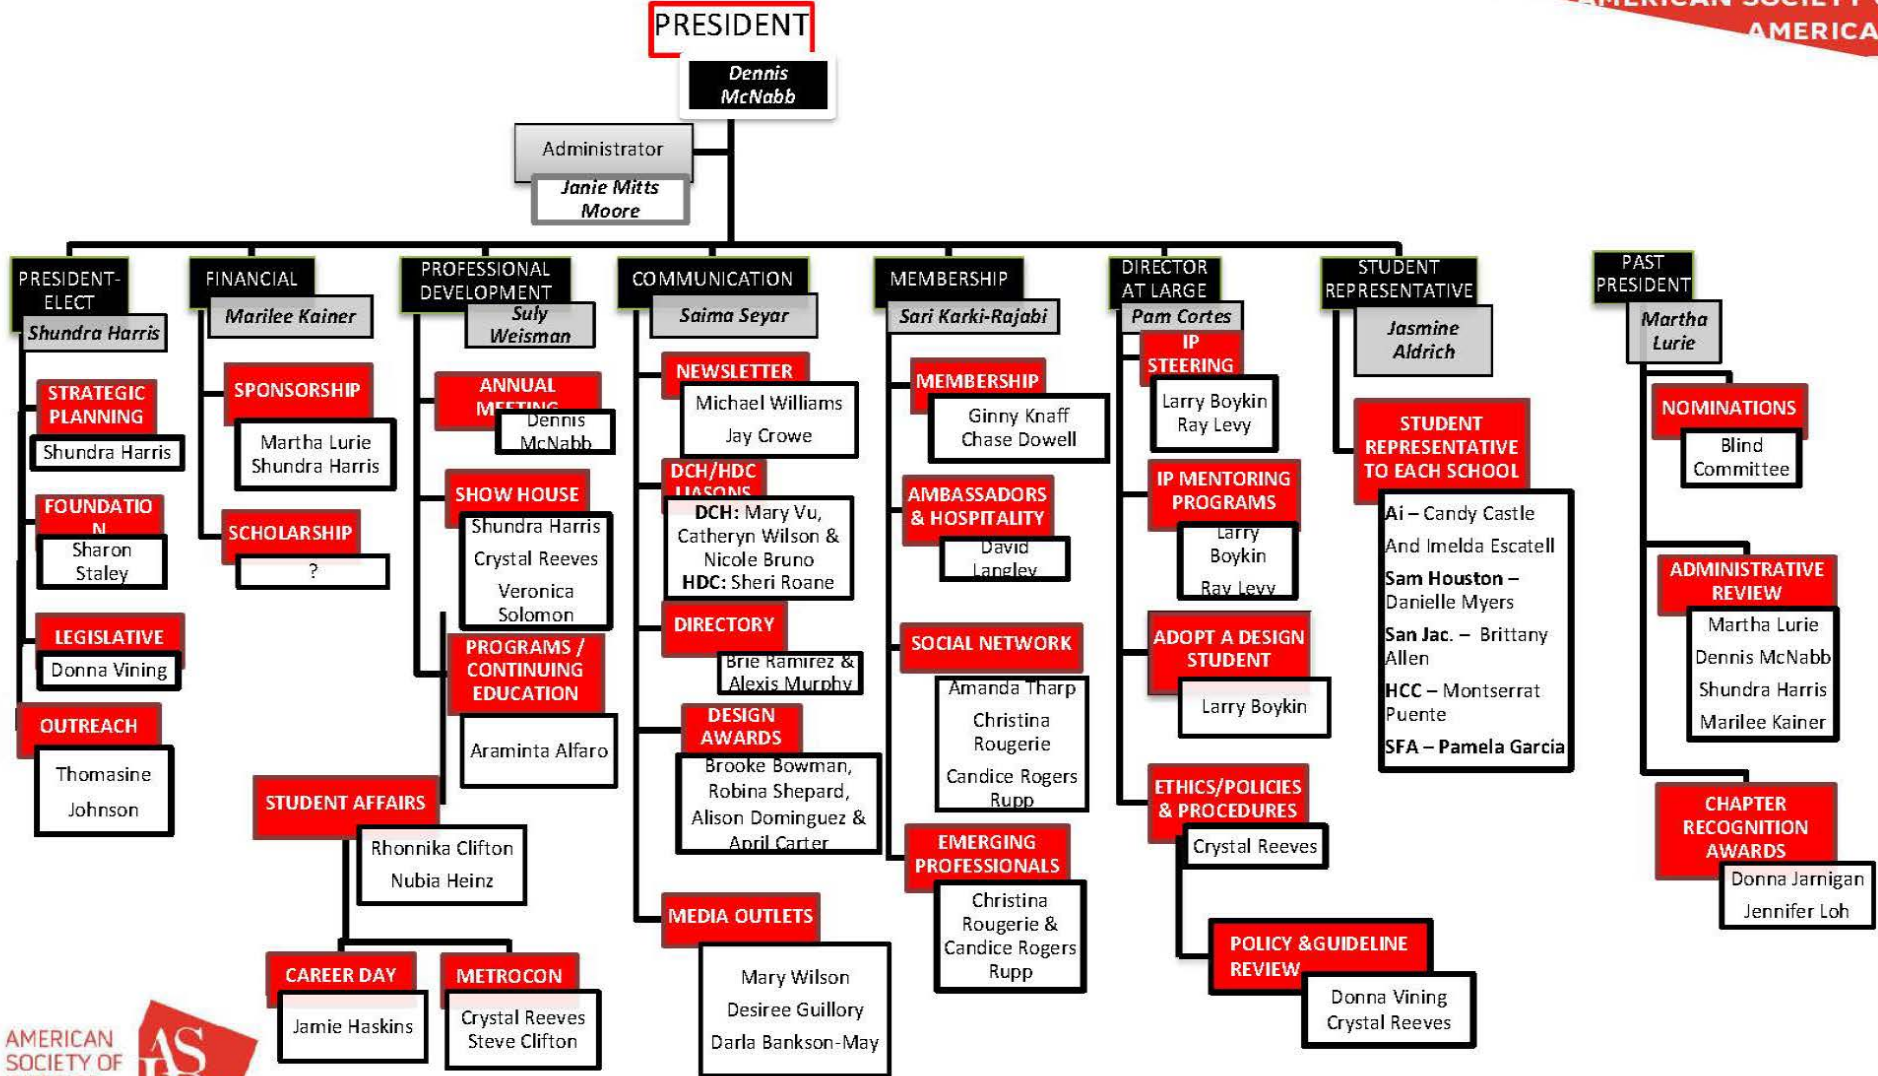 AMERICAN SOCIETY
AMERICA
PRESIDENT
Dennis
McNabb
Administrator
Janie Mitts
Moore
PRESIDENT-
ELECT
Shundra Harris
STRATEGIC
PLANNING
Shundra Harris
FOUNDATIO
N
Sharon
Staley
LEGISLATIVE
Donna Vining
OUTREACH
Thomasine
Johnson
FINANCIAL
Marilee Kainer
SPONSORSHIP
Martha Lurie
Shundra Harris
SCHOLARSHIP
?
PROFESSIONAL
DEVELOPMENT
Suly
Weisman
ANNUAL
MEETING
Dennis
McNabb
SHOW HOUSE
Shundra Harris
Crystal Reeves
Veronica
Solomon
PROGRAMS /
CONTINUING
EDUCATION
Araminta Alfaro
STUDENT AFFAIRS
Rhonnika Clifton
Nubia Heinz
CAREER DAY
Jamie Haskins
METROCON
Crystal Reeves
Steve Clifton
COMMUNICATION
Saima Seyar
NEWSLETTER
Michael Williams
Jay Crowe
DCH/HDC
LIASONS
DCH: Mary Vu,
Catheryn Wilson &
Nicole Bruno
HDC: Sheri Roane
DIRECTORY
Brie Ramirez &
Alexis Murphy
DESIGN
AWARDS
Brooke Bowman,
Robina Shepard,
Alison Dominguez &
April Carter
MEDIA OUTLETS
Mary Wilson
Desiree Guillory
Darla Bankson-May
MEMBERSHIP
Sari Karki-Rajabi
MEMBERSHIP
Ginny Knaff
Chase Dowell
AMBASSADORS
& HOSPITALITY
David
Langley
SOCIAL NETWORK
Amanda Tharp
Christina
Rougerie
Candice Rogers
Rupp
EMERGING
PROFESSIONALS
Christina
Rougerie &
Candice Rogers
Rupp
DIRECTOR
AT LARGE
Pam Cortes
IP
STEERING
Larry Boykin
Ray Levy
IP MENTORING
PROGRAMS
Larry
Boykin
Ray Levy
ADOPT A DESIGN
STUDENT
Larry Boykin
ETHICS/POLICIES
& PROCEDURES
Crystal Reeves
POLICY &GUIDELINE
REVIEW
Donna Vining
Crystal Reeves
STUDENT
REPRESENTATIVE
Jasmine
Aldrich
STUDENT
REPRESENTATIVE
TO EACH SCHOOL
Ai – Candy Castle
And Imelda Escatell
Sam Houston –
Danielle Myers
San Jac. – Brittany
Allen
HCC – Montserrat
Puente
SFA – Pamela Garcia
PAST
PRESIDENT
Martha
Lurie
NOMINATIONS
Blind
Committee
ADMINISTRATIVE
REVIEW
Martha Lurie
Dennis McNabb
Shundra Harris
Marilee Kainer
CHAPTER
RECOGNITION
AWARDS
Donna Jarnigan
Jennifer Loh
AMERICAN
SOCIETY OF
AS